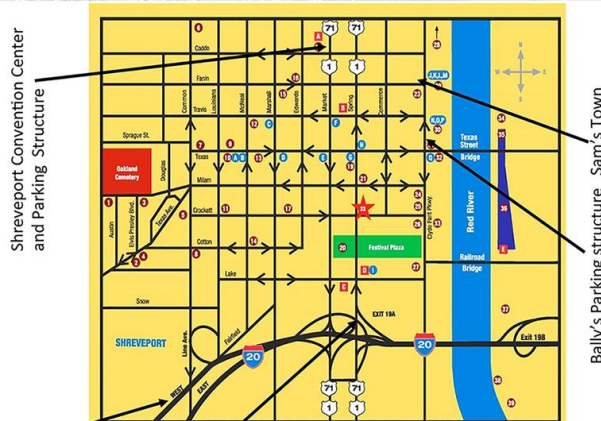 Shreveport Convention Center
and Parking Structure
Sam's Town
Bally's Parking structure
71
71
1
1
Caddo
Fanin
Travis
Common
Louisiana
McNeal
Marshall
Edwards
Market
Spring
Commerce
Sprague St.
Texas
Milam
Crockett
Cotton
Lake
Snow
Oakland
Cemetery
Douglas
Austin
Elvis Presley Blvd.
Texas Ave.
Line Ave.
Fairfield
Festival Plaza
Clyde Fant Pkwy
Texas
Street
Bridge
Red River
Railroad
Bridge
N
W
E
S
J,K,L,M
N,O,P
SHREVEPORT
WEST
EAST
EXIT 19A
Exit 19B
20
20
71
71
1
1